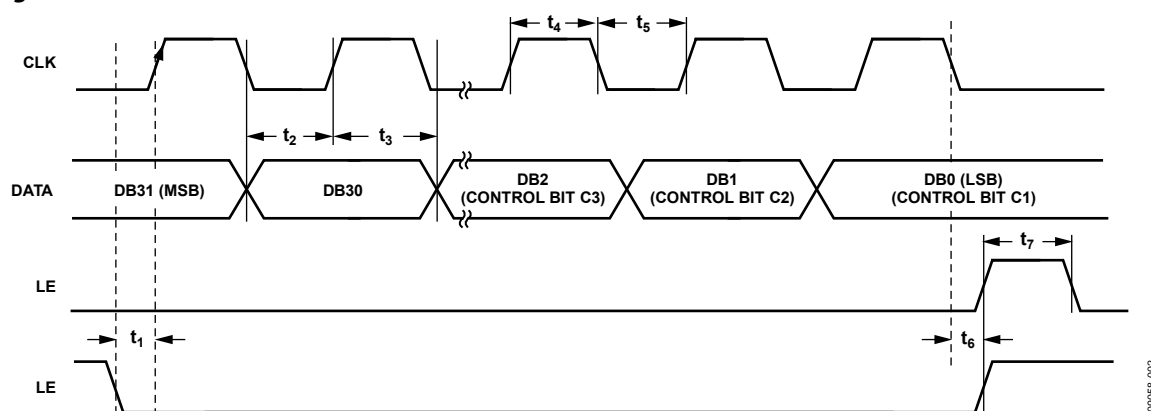 t4
t5
CLK
t2
t3
DATA
DB31 (MSB)
DB30
DB2
(CONTROL BIT C3)
DB1
(CONTROL BIT C2)
DB0 (LSB)
(CONTROL BIT C1)
t7
LE
t1
t6
LE